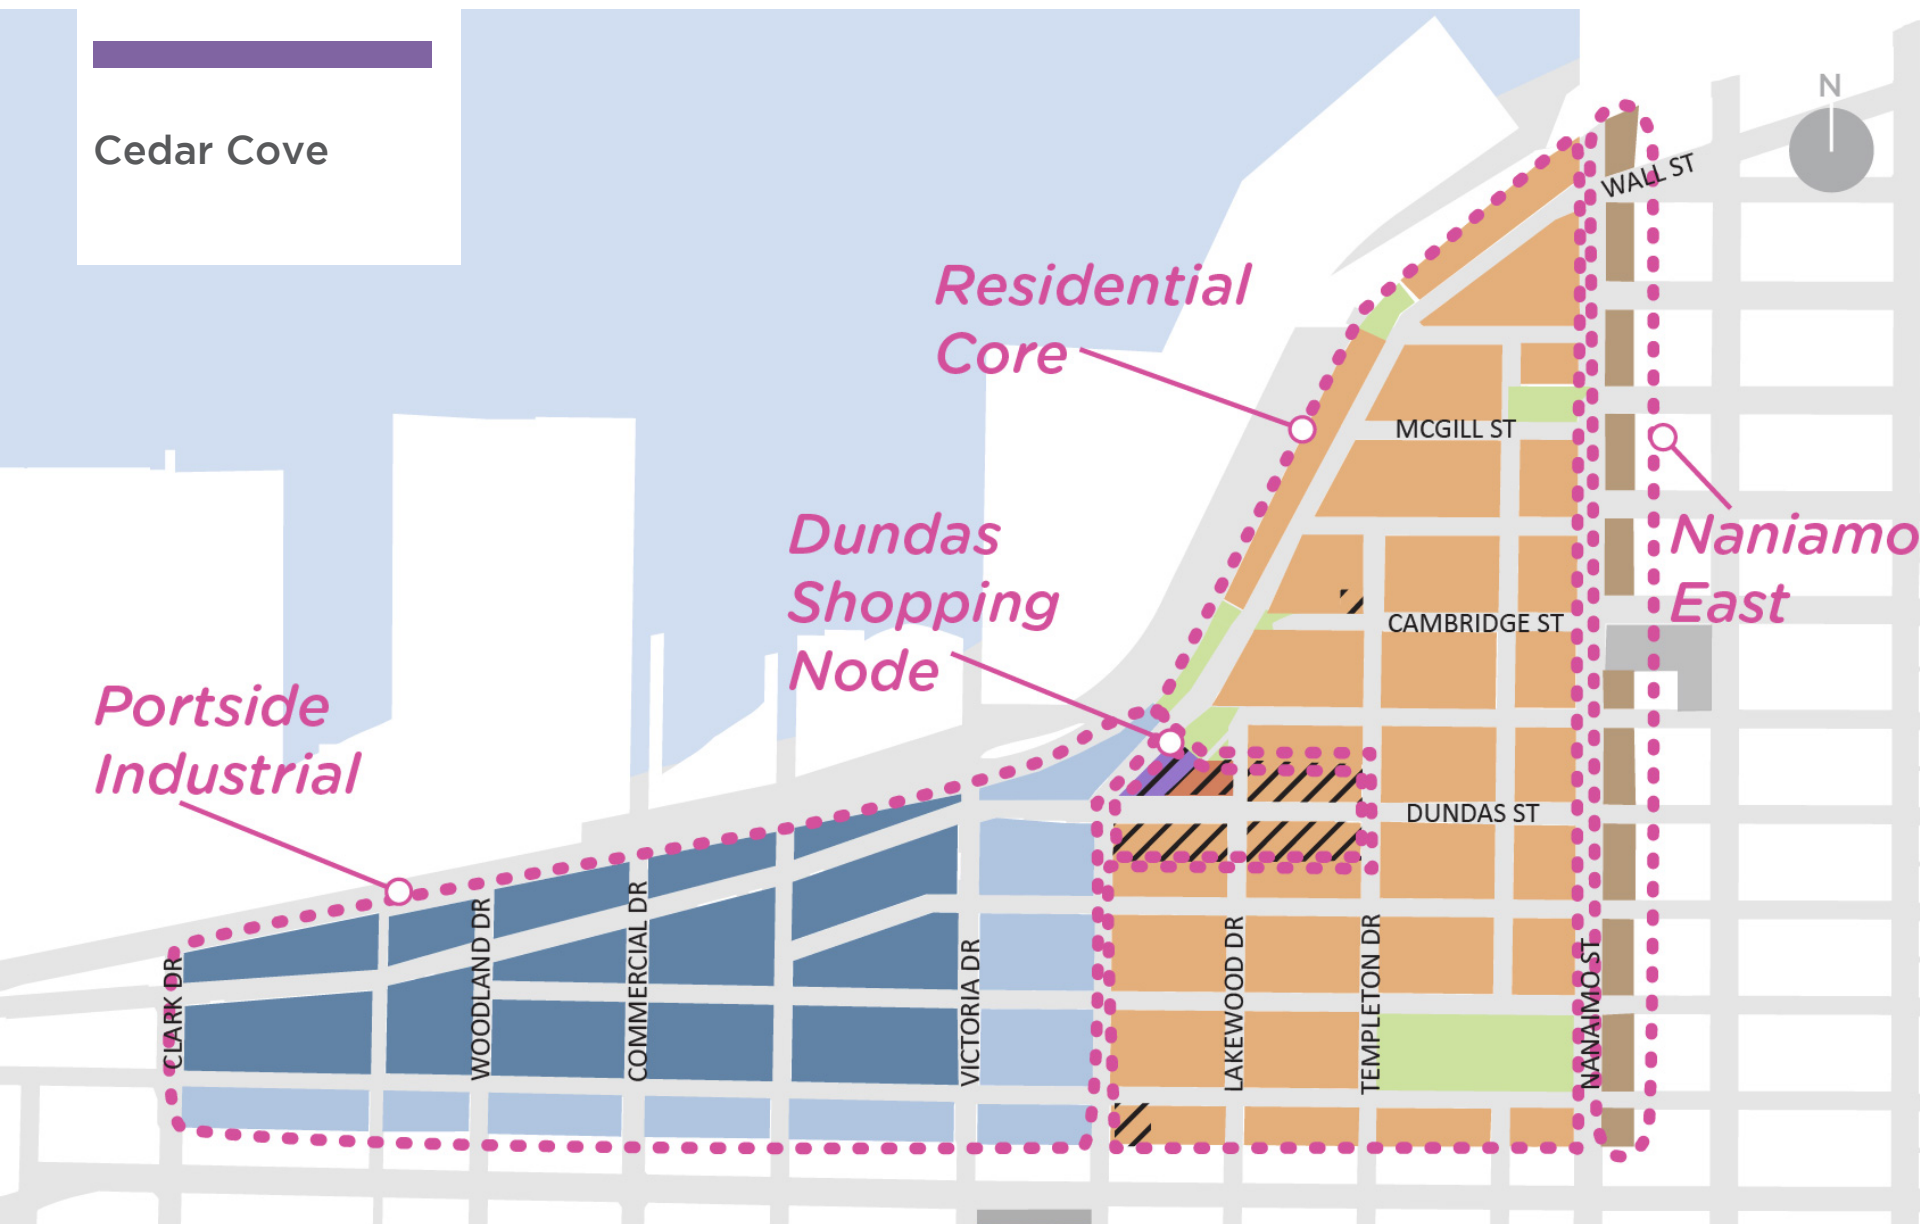 Cedar Cove
N
WALL ST
Residential
Core
MCGILL ST
Dundas
Shopping
Node
Naniamo
East
CAMBRIDGE ST
Portside
Industrial
DUNDAS ST
CLARK DR
WOODLAND DR
COMMERCIAL DR
VICTORIA DR
LAKEWOOD DR
TEMPLETON DR
NANAIMO ST